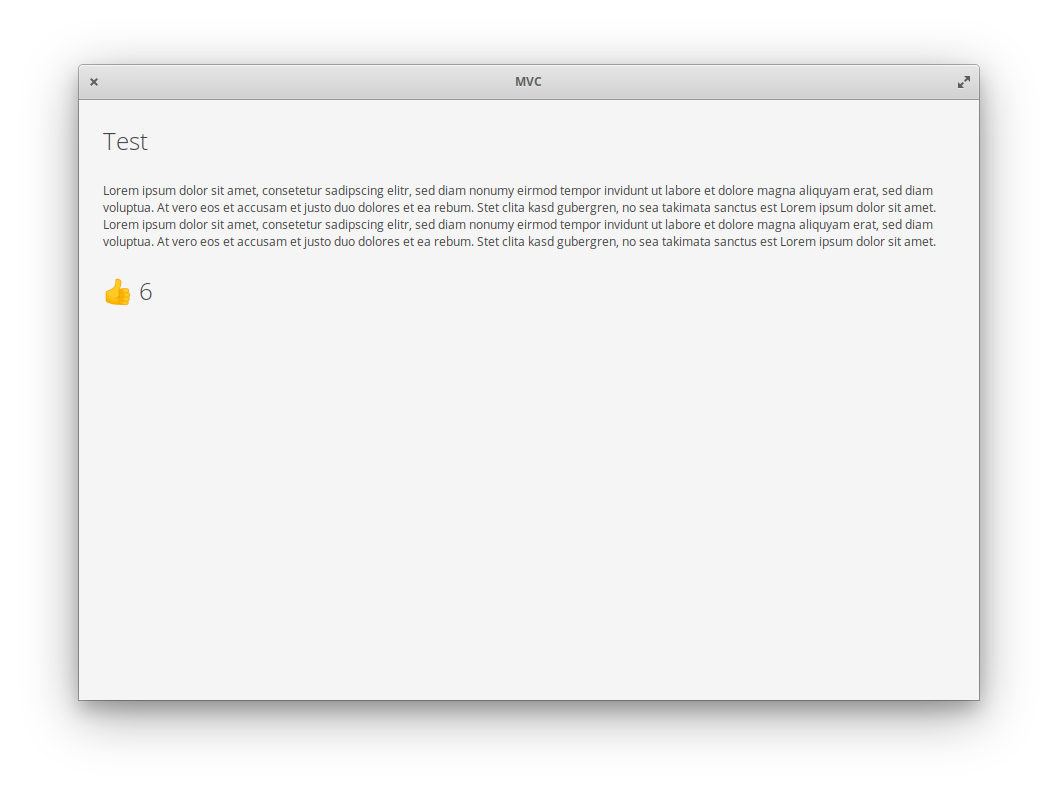 MVC
Test
Lorem ipsum dolor sit amet, consetetur sadipscing elitr, sed diam nonumy eirmod tempor invidunt ut labore et dolore magna aliquyam erat, sed diam
voluptua. At vero eos et accusam et justo duo dolores et ea rebum. Stet clita kasd gubergren, no sea takimata sanctus est Lorem ipsum dolor sit amet.
Lorem ipsum dolor sit amet, consetetur sadipscing elitr, sed diam nonumy eirmod tempor invidunt ut labore et dolore magna aliquyam erat, sed diam
voluptua. At vero eos et accusam et justo duo dolores et ea rebum. Stet clita kasd gubergren, no sea takimata sanctus est Lorem ipsum dolor sit amet.
👍 6